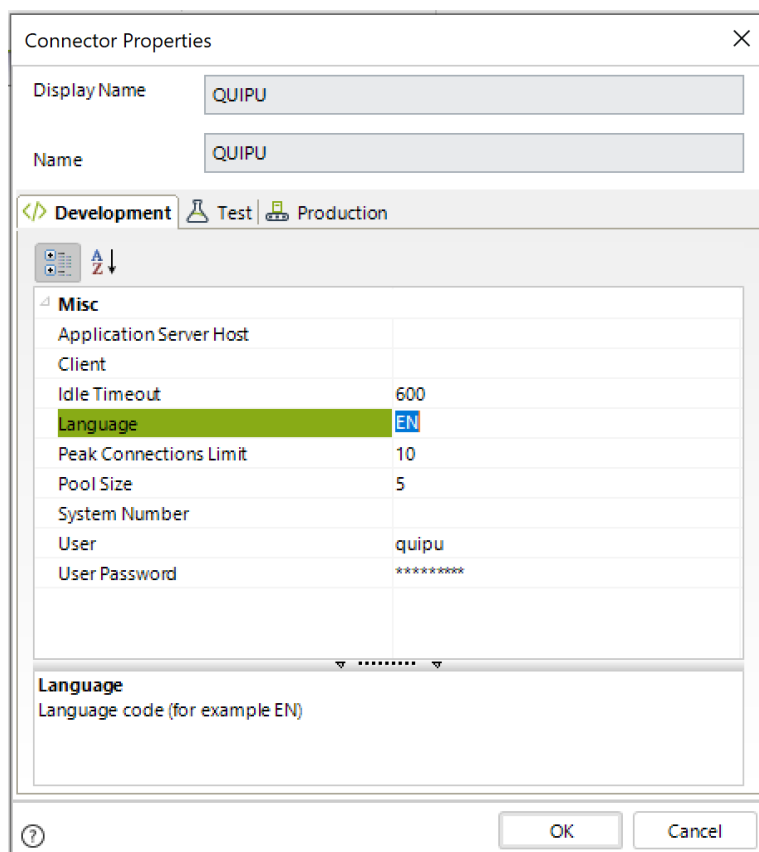 Connector Properties
Display Name QUIPU
Name QUIPU
Development Test Production
A
Z
Misc
Application Server Host
Client
Idle Timeout 600
Language EN
Peak Connections Limit 10
Pool Size 5
System Number
User quipu
User Password *********
Language
Language code (for example EN)
? OK Cancel